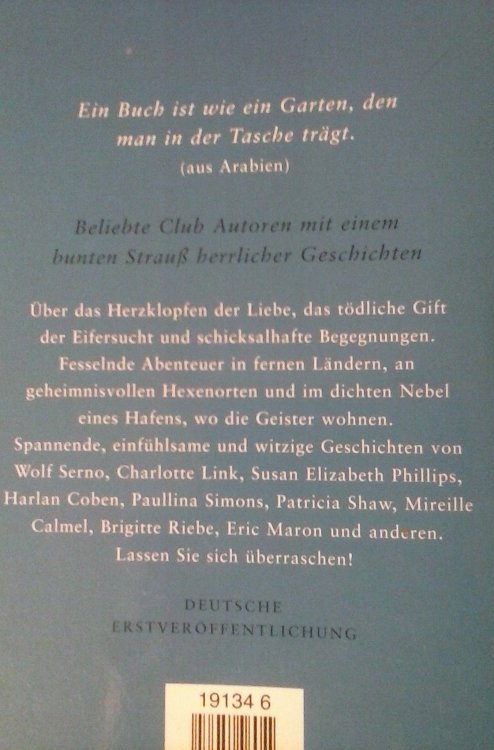 Ein Buch ist wie ein Garten, den
man in der Tasche trägt.
(aus Arabien)
Beliebte Club Autoren mit einem
bunten Strauß herrlicher Geschichten
Über das Herzklopfen der Liebe, das tödliche Gift
der Eifersucht und schicksalhafte Begegnungen.
Fesselnde Abenteuer in fernen Ländern, an
geheimnisvollen Hexenorten und im dichten Nebel
eines Hafens, wo die Geister wohnen.
Spannende, einfühlsame und witzige Geschichten von
Wolf Serno, Charlotte Link, Susan Elizabeth Phillips,
Harlan Coben, Paullina Simons, Patricia Shaw, Mireille
Calmel, Brigitte Riebe, Eric Maron und anderen.
Lassen Sie sich überraschen!
DEUTSCHE
ERSTVERÖFFENTLICHUNG
19134 6